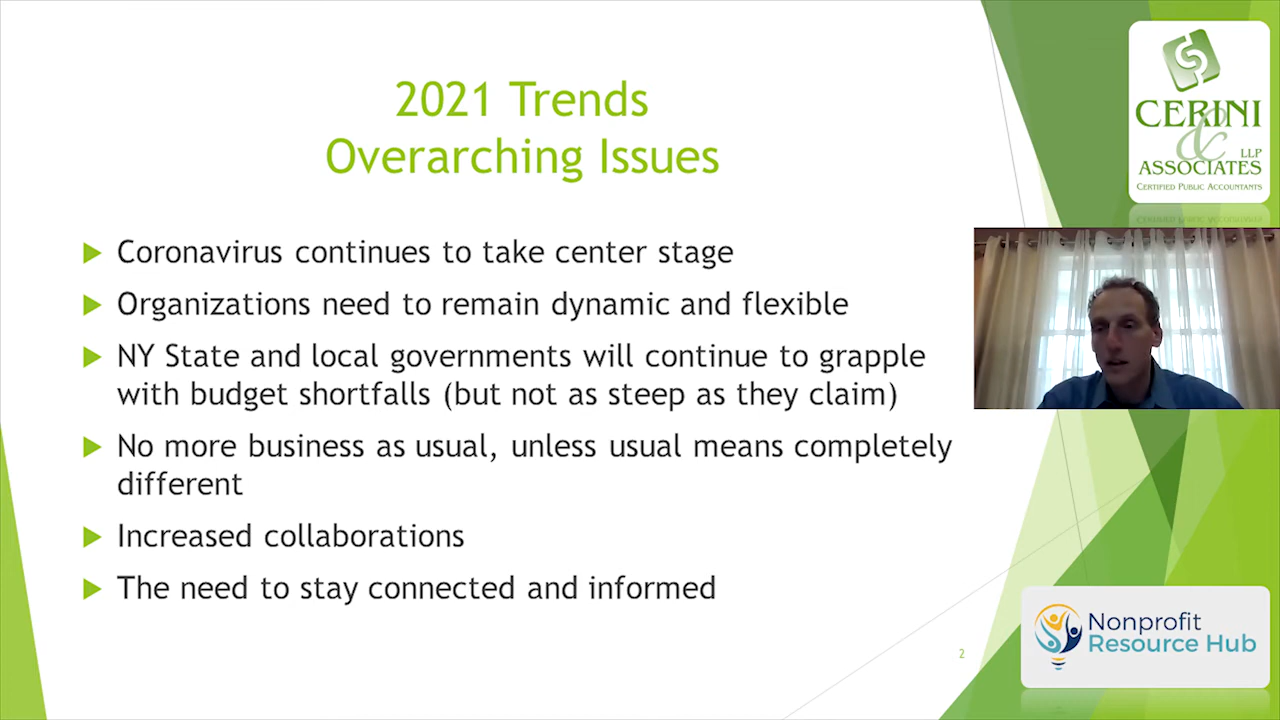 2021 Trends
Overarching Issues
Coronavirus continues to take center stage
Organizations need to remain dynamic and flexible
NY State and local governments will continue to grapple
with budget shortfalls (but not as steep as they claim)
No more business as usual, unless usual means completely
different
Increased collaborations
The need to stay connected and informed
2
CERINI
&
LLP
ASSOCIATES
CERTIFIED PUBLIC ACCOUNTANTS
Nonprofit
Resource Hub